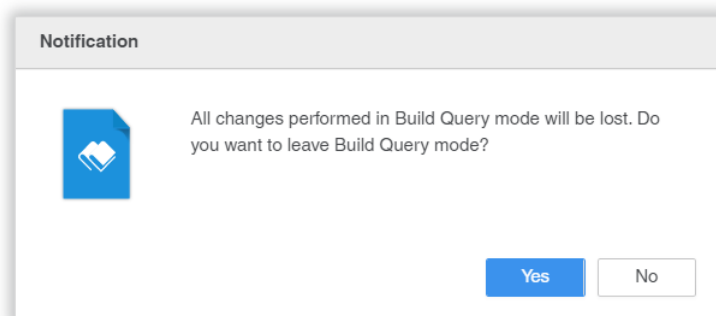 Notification
All changes performed in Build Query mode will be lost. Do
you want to leave Build Query mode?
Yes
No